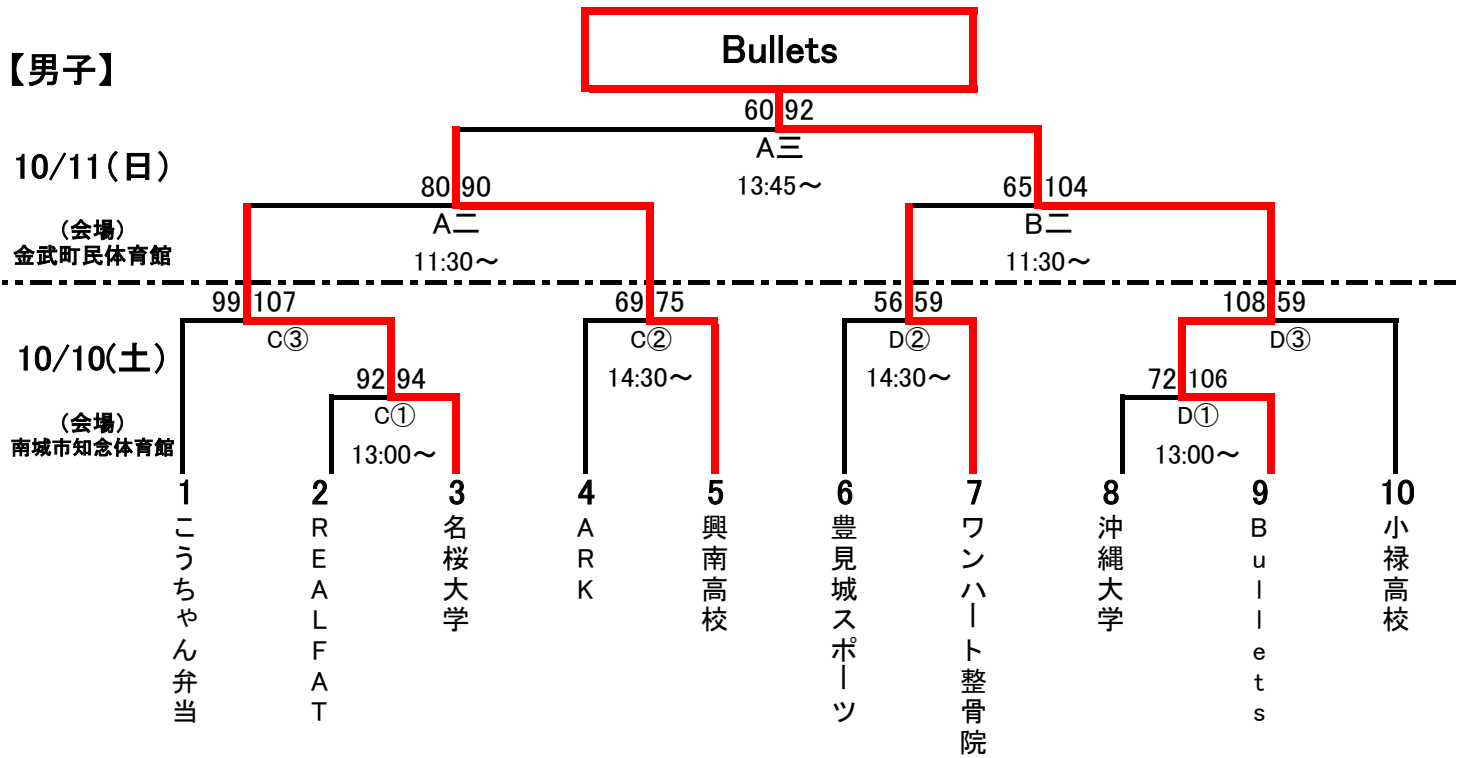 Bullets
【男子】
60 92
A三
13:45～
10/11(日)
（会場）
金武町民体育館
80 90
A二
11:30～
65 104
B二
11:30～
99 107
C③
69 75
C②
14:30～
56 59
D②
14:30～
108 59
D③
10/10(土)
（会場）
南城市知念体育館
92 94
C①
13:00～
72 106
D①
13:00～
1
こうちゃん弁当
2
REALFAT
3
名桜大学
4
ARK
5
興南高校
6
豊見城スポーツ
7
ワンハート整骨院
8
沖縄大学
9
Bullets
10
小禄高校